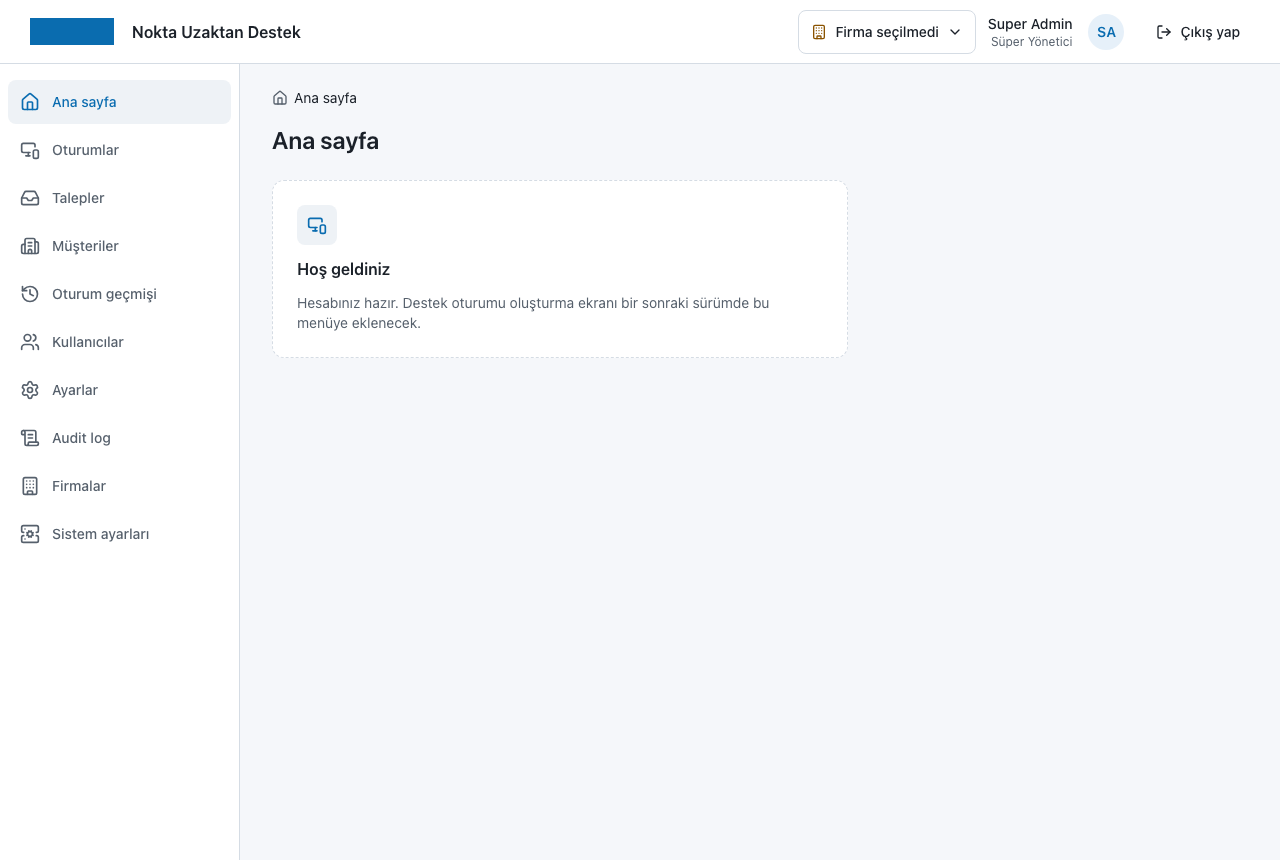 Nokta Uzaktan Destek
Firma seçilmedi
Super Admin
Süper Yönetici
SA
Çıkış yap
Ana sayfa
Oturumlar
Talepler
Müşteriler
Oturum geçmişi
Kullanıcılar
Ayarlar
Audit log
Firmalar
Sistem ayarları
Ana sayfa
Ana sayfa
Hoş geldiniz
Hesabınız hazır. Destek oturumu oluşturma ekranı bir sonraki sürümde bu
menüye eklenecek.